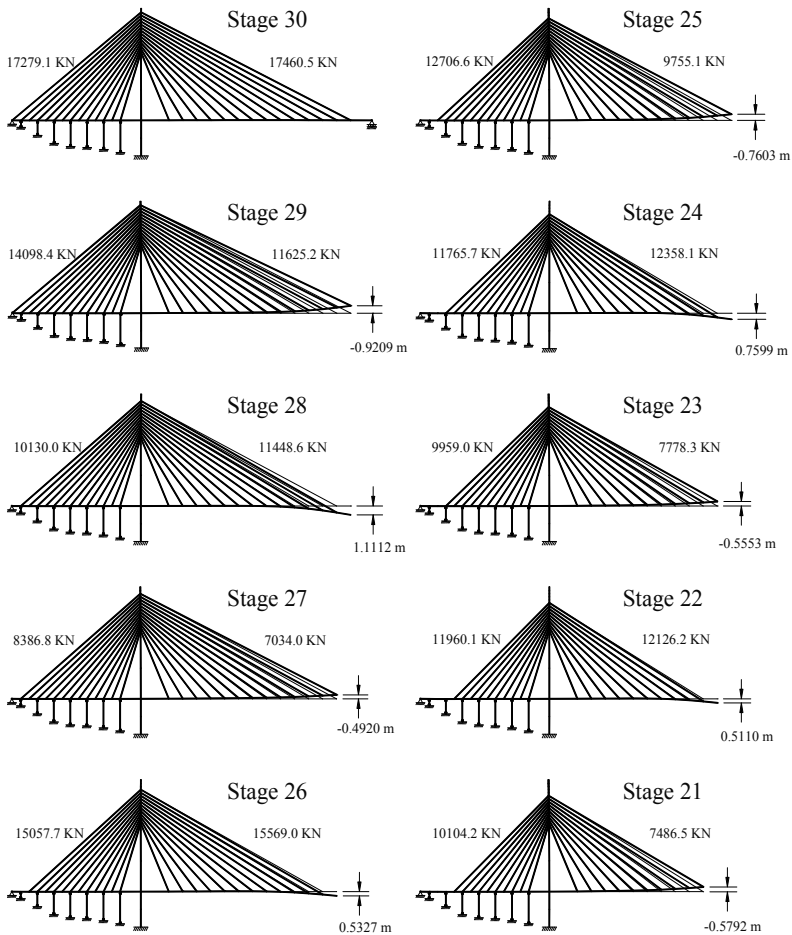 Stage 30
17279.1 KN
17460.5 KN
Stage 29
14098.4 KN
11625.2 KN
-0.9209 m
Stage 28
10130.0 KN
11448.6 KN
1.1112 m
Stage 27
8386.8 KN
7034.0 KN
-0.4920 m
Stage 26
15057.7 KN
15569.0 KN
0.5327 m
Stage 25
12706.6 KN
9755.1 KN
-0.7603 m
Stage 24
11765.7 KN
12358.1 KN
0.7599 m
Stage 23
9959.0 KN
7778.3 KN
-0.5553 m
Stage 22
11960.1 KN
12126.2 KN
0.5110 m
Stage 21
10104.2 KN
7486.5 KN
-0.5792 m